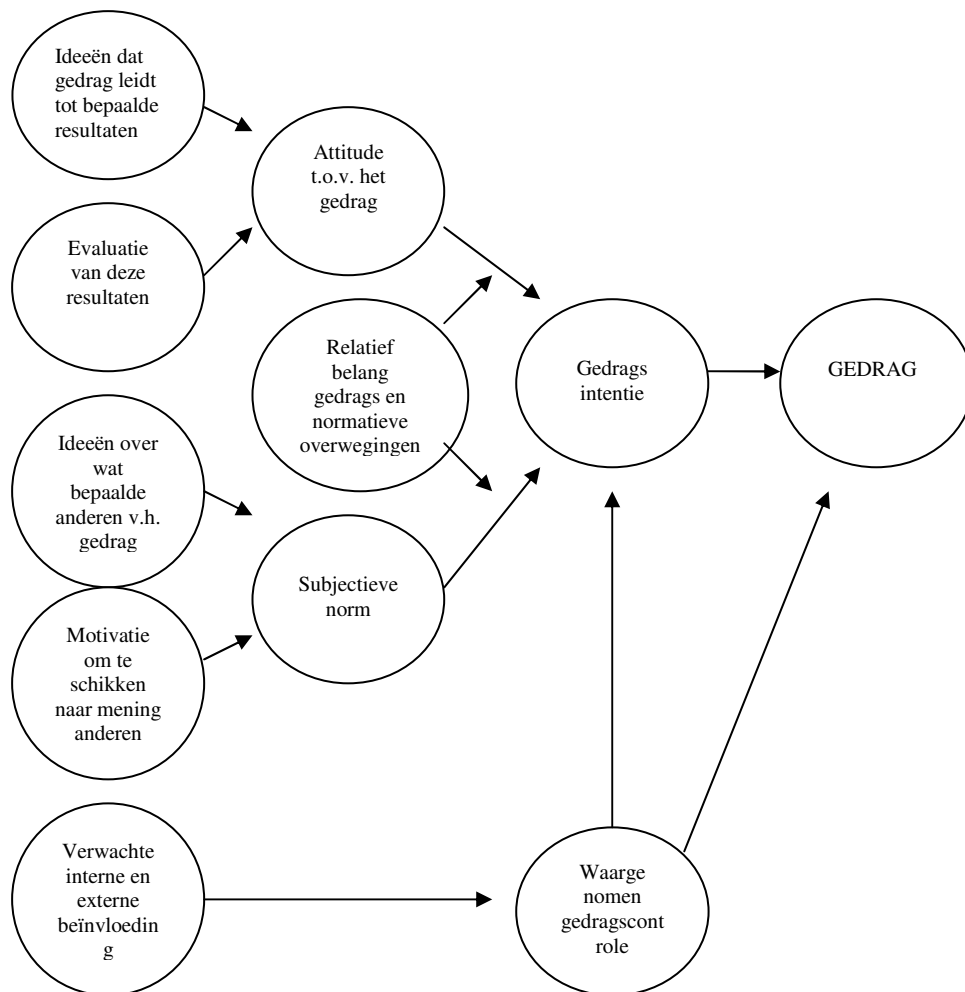 Ideeën dat
gedrag leidt
tot bepaalde
resultaten
Attitude
t.o.v. het
gedrag
Evaluatie
van deze
resultaten
Relatief
belang
gedrags en
normatieve
overwegingen
Gedrags
intentie
GEDRAG
Ideeën over
wat
bepaalde
anderen v.h.
gedrag
Subjectieve
norm
Motivatie
om te
schikken
naar mening
anderen
Verwachte
interne en
externe
beïnvloedin
g
Waarge
nomen
gedragscont
role